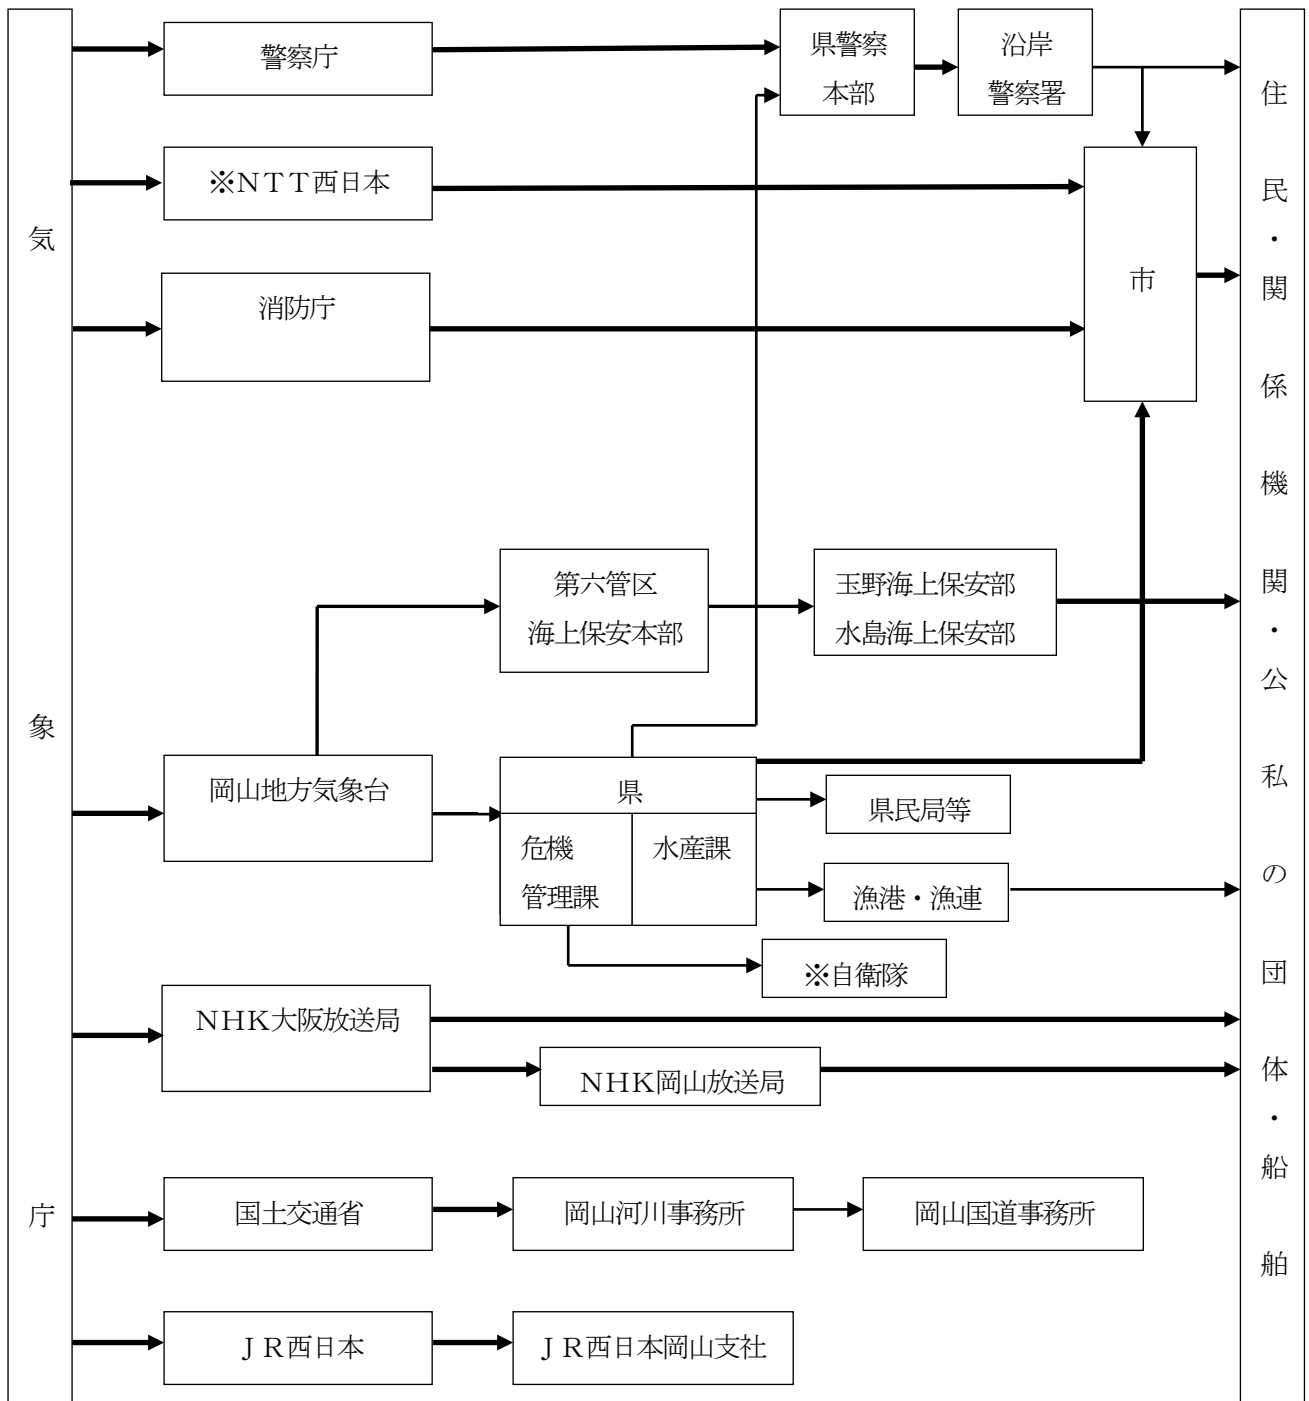 気象庁
警察庁
県警察
本部
沿岸
警察署
※ＮＴＴ西日本
消防庁
市
第六管区
海上保安本部
玉野海上保安部
水島海上保安部
岡山地方気象台
県
危機
管理課
水産課
県民局等
漁港・漁連
※自衛隊
ＮＨＫ大阪放送局
ＮＨＫ岡山放送局
国土交通省
岡山河川事務所
岡山国道事務所
ＪＲ西日本
ＪＲ西日本岡山支社
住民・関係機関・公私の団体・船舶